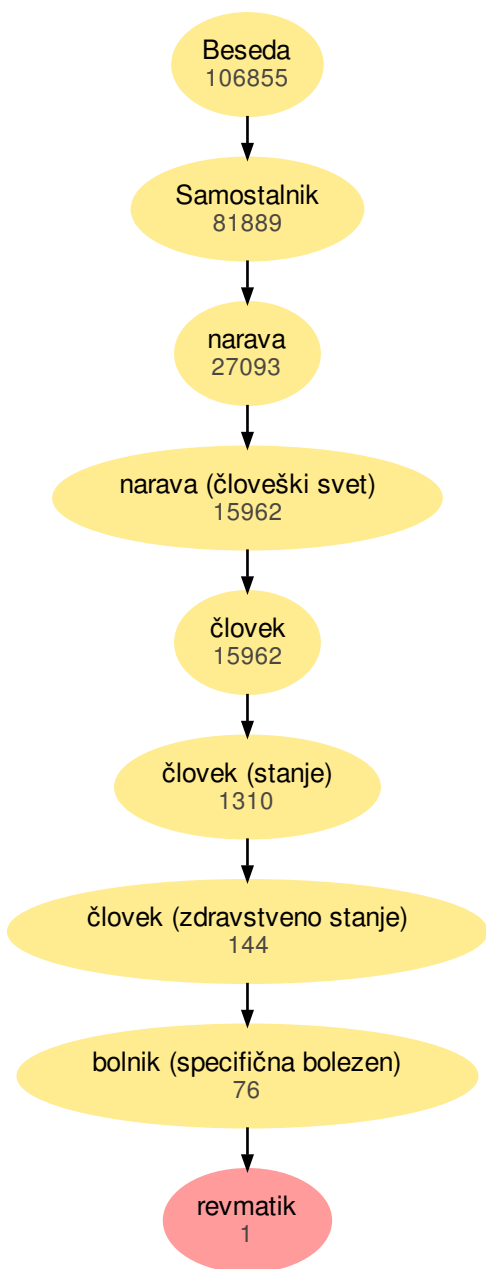 Beseda
106855
Samostalnik
81889
narava
27093
narava (človeški svet)
15962
človek
15962
človek (stanje)
1310
človek (zdravstveno stanje)
144
bolnik (specifična bolezen)
76
revmatik
1